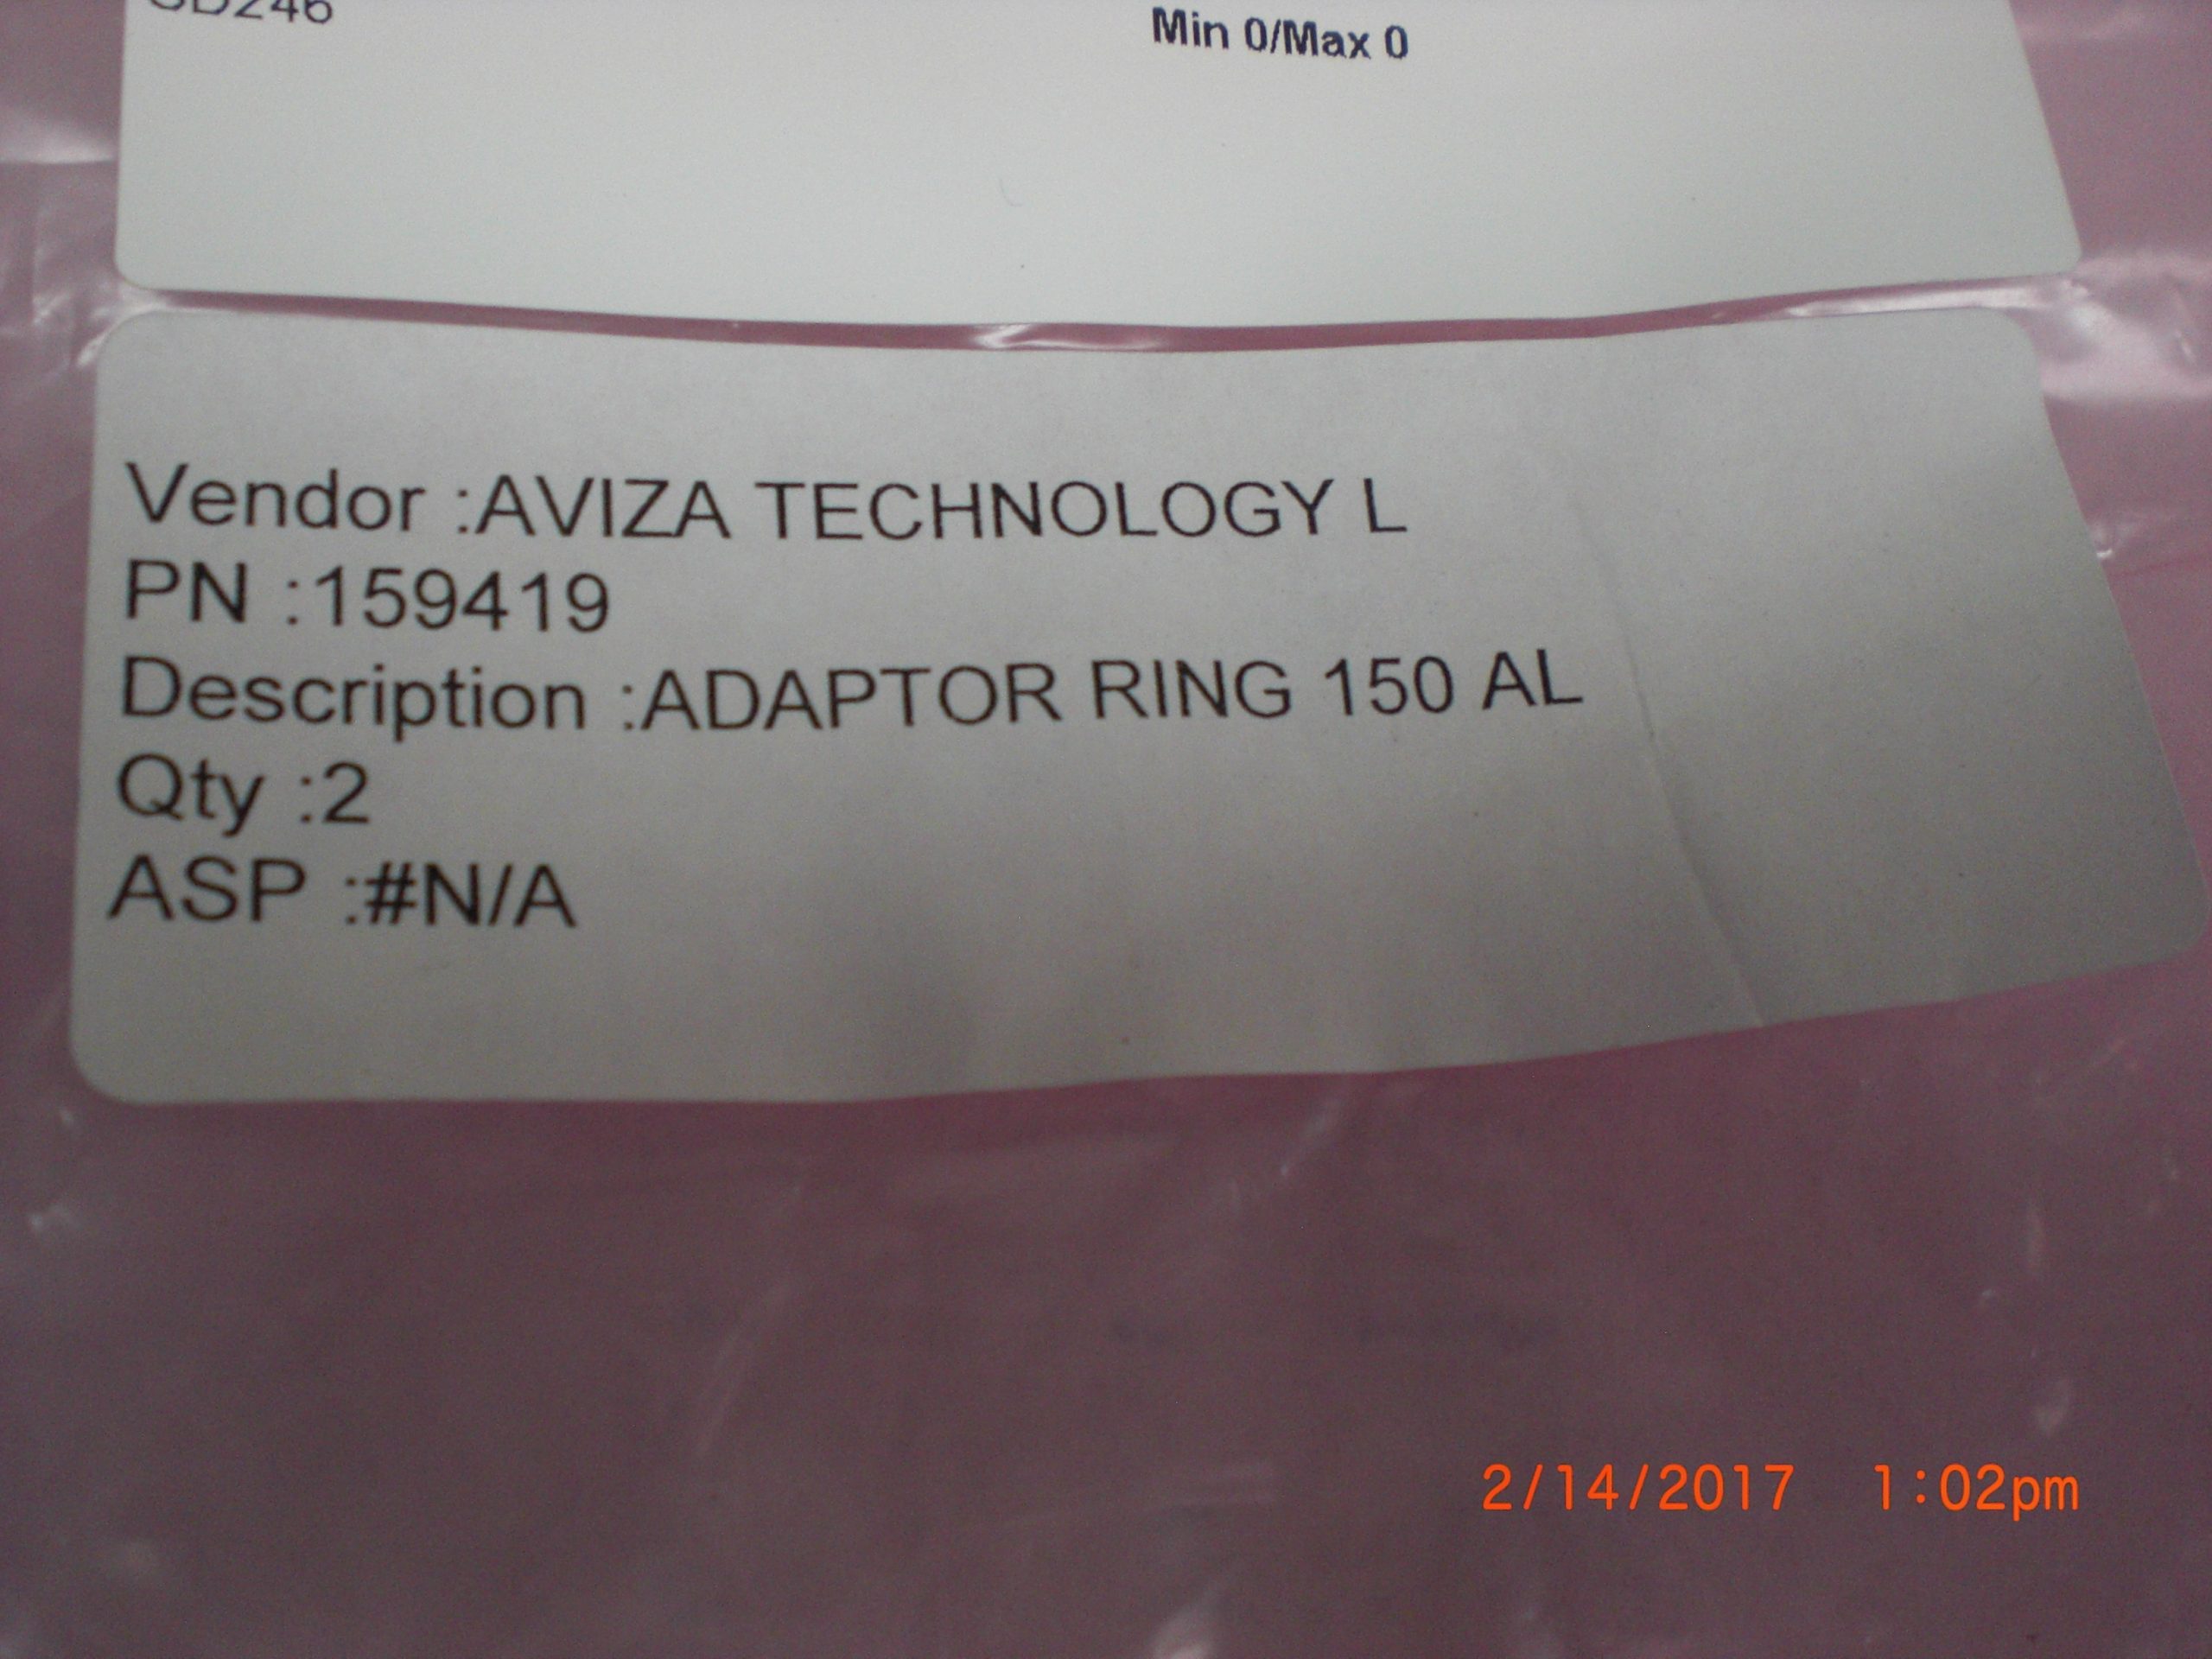 Min 0/Max 0
Vendor :AVIZA TECHNOLOGY L
PN :159419
Description :ADAPTOR RING 150 AL
Qty :2
ASP :#N/A
2/14/2017 1:02pm